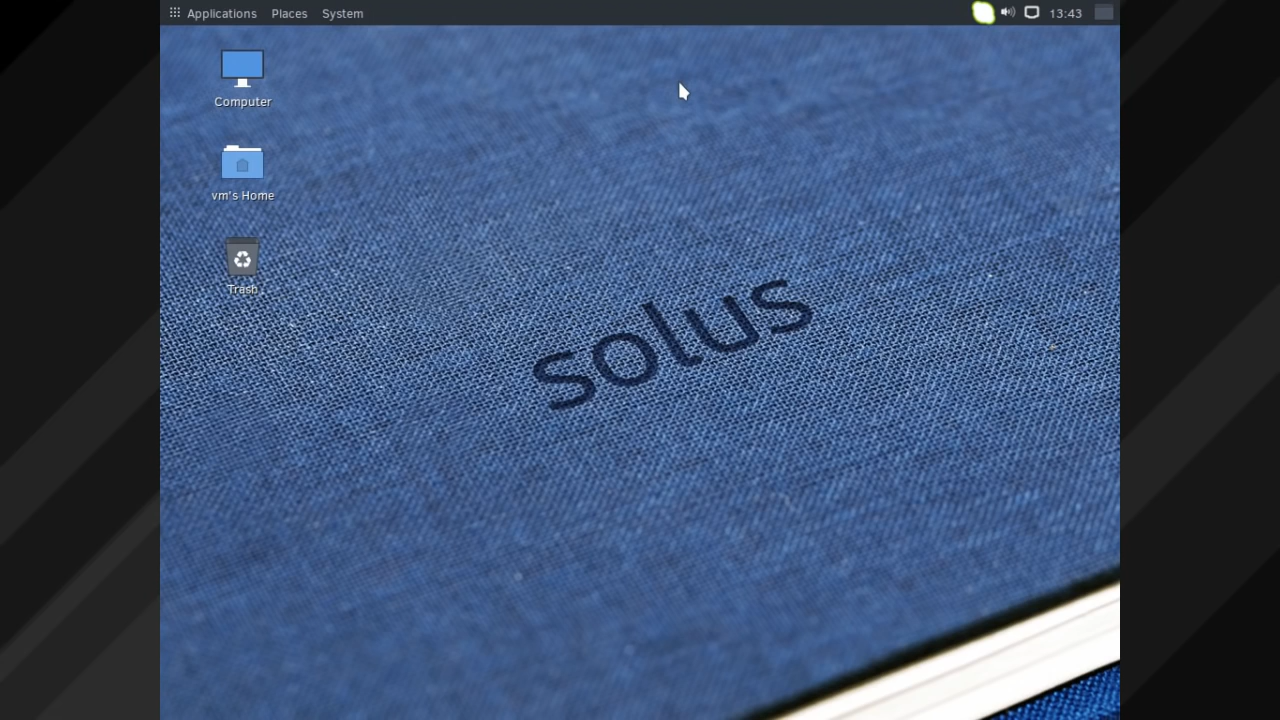 Applications Places System 13:43
Computer
vm's Home
Trash
solus